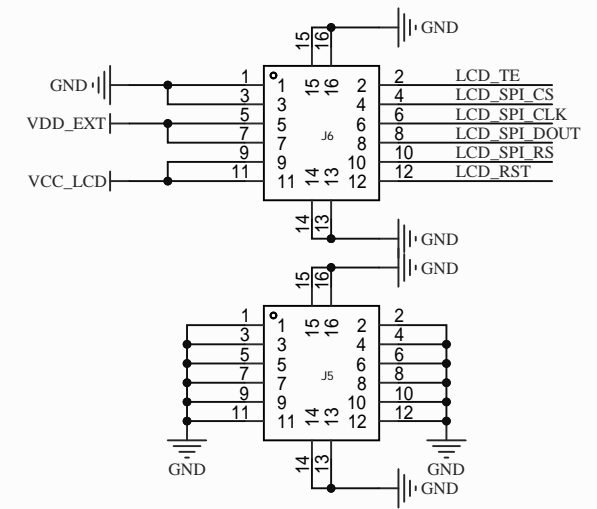 15 16 GND
1 1 15 16 2 2 LCD_TE
GND
3 3 4 4 LCD_SPI_CS
VDD_EXT 5 5 6 6 LCD_SPI_CLK
J6
7 7 8 8 LCD_SPI_DOUT
9 9 10 10 LCD_SPI_RS
VCC_LCD 11 11 14 13 12 12 LCD_RST
14 13 GND
15 16 GND
1 1 15 16 2 2
3 3 4 4
5 5 6 6
J5
7 7 8 8
9 9 10 10
11 11 14 13 12 12
GND GND
14 13 GND